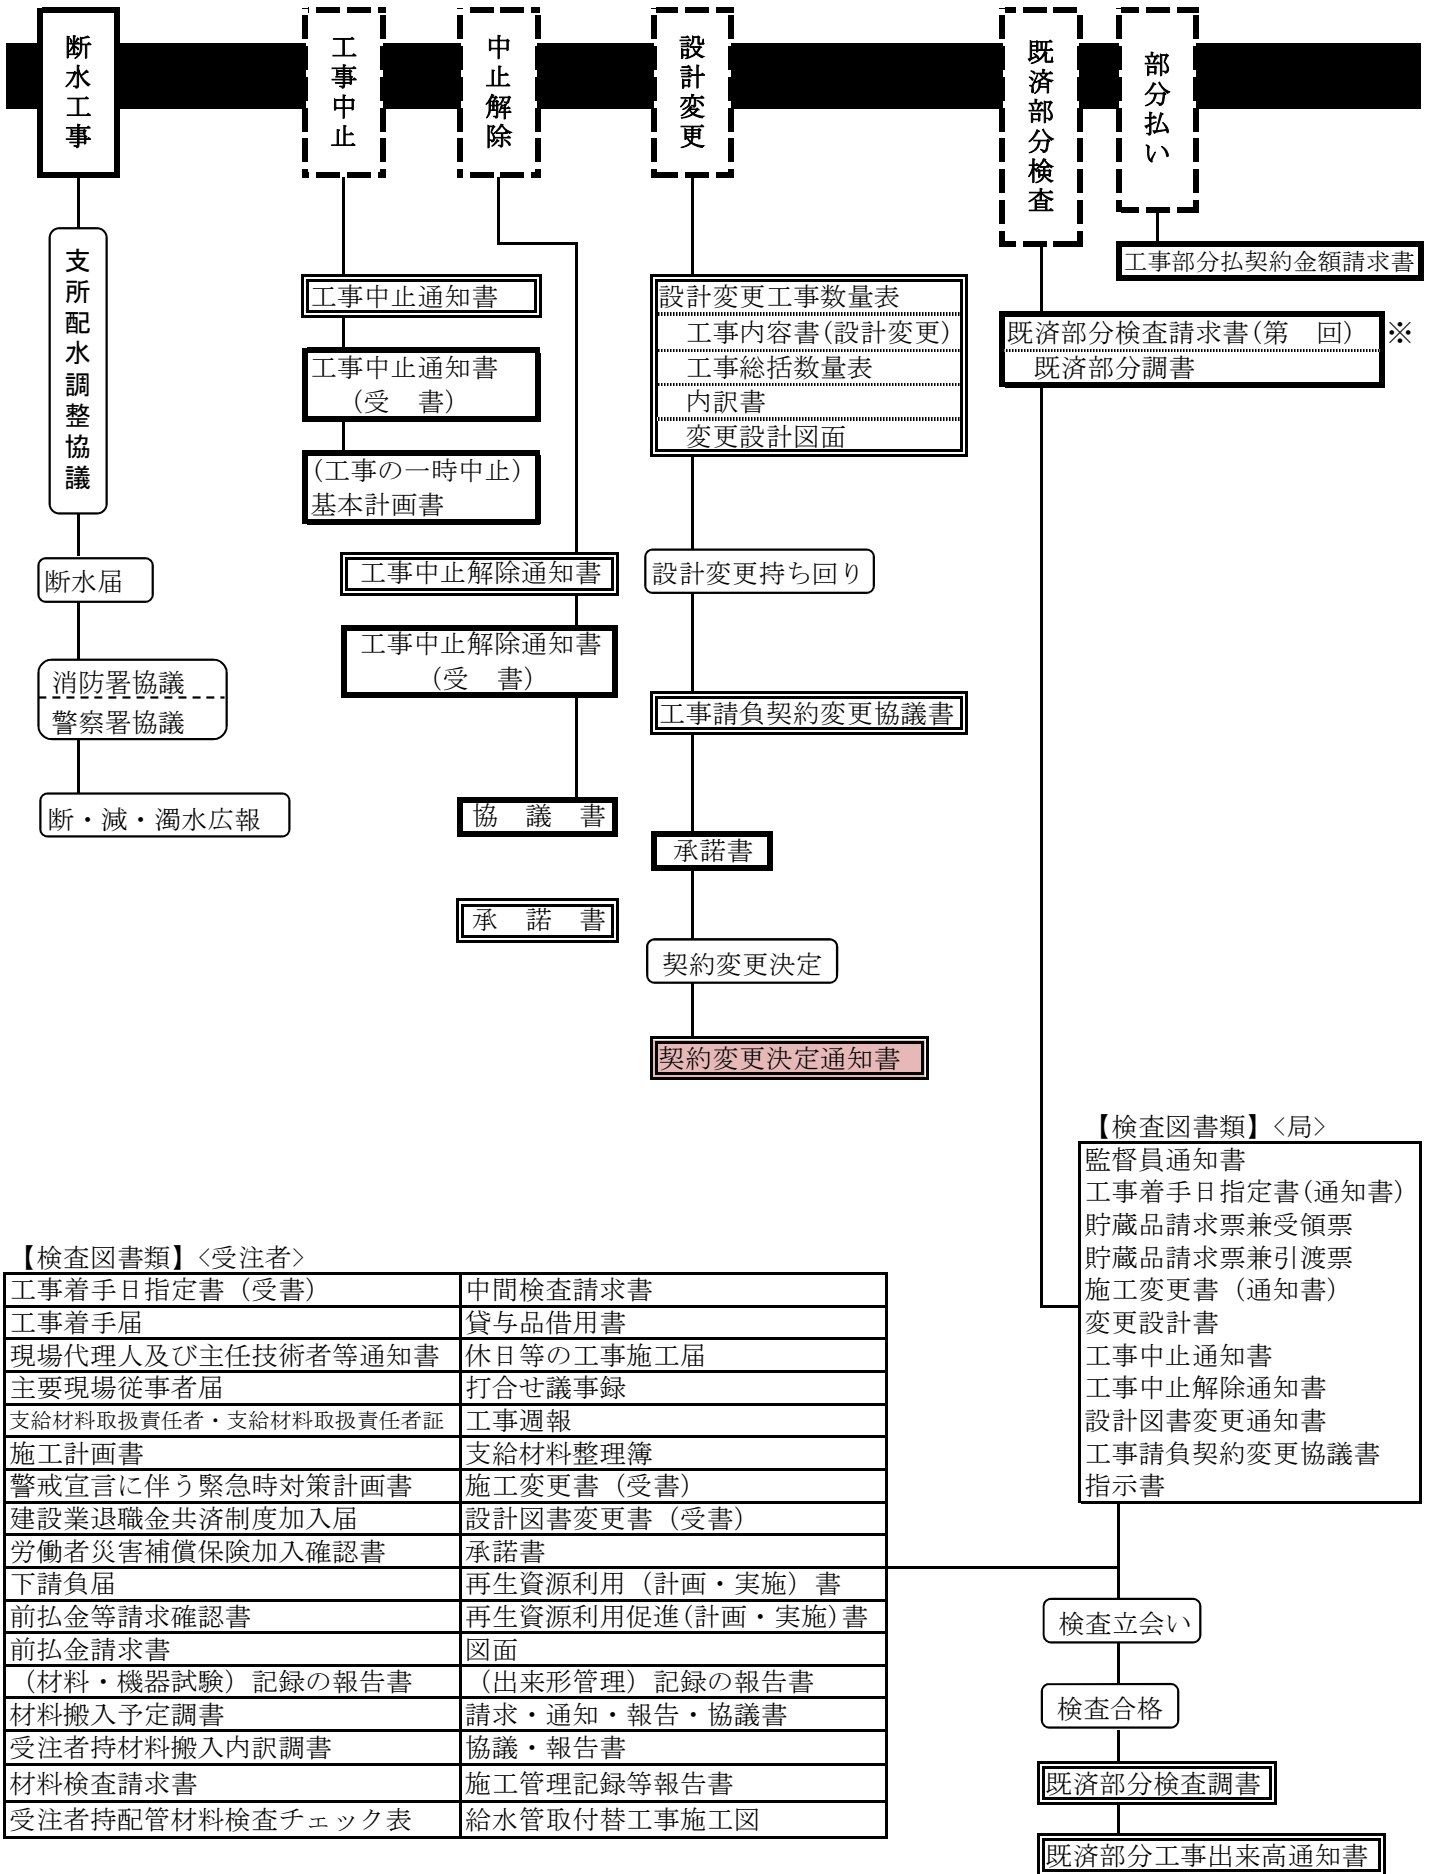 断水工事
工事中止
中止解除
設計変更
既済部分検査
部分払い
支所配水調整協議
断水届
消防署協議
警察署協議
断・減・濁水広報
工事中止通知書
工事中止通知書
(受　書)
(工事の一時中止)
基本計画書
工事中止解除通知書
工事中止解除通知書
(受　書)
協　議　書
承　諾　書
設計変更工事数量表
工事内容書(設計変更)
工事総括数量表
内訳書
変更設計図面
設計変更持ち回り
工事請負契約変更協議書
承諾書
契約変更決定
契約変更決定通知書
工事部分払契約金額請求書
既済部分検査請求書(第　回)　※
既済部分調書
【検査図書類】<局>
監督員通知書
工事着手日指定書(通知書)
貯蔵品請求票兼受領票
貯蔵品請求票兼引渡票
施工変更書（通知書）
変更設計書
工事中止通知書
工事中止解除通知書
設計図書変更通知書
工事請負契約変更協議書
指示書
【検査図書類】<受注者>
工事着手日指定書（受書）　中間検査請求書
工事着手届　貸与品借用書
現場代理人及び主任技術者等通知書　休日等の工事施工届
主要現場従事者届　打合せ議事録
支給材料取扱責任者・支給材料取扱責任者証　工事週報
施工計画書　支給材料整理簿
警戒宣言に伴う緊急時対策計画書　施工変更書（受書）
建設業退職金共済制度加入届　設計図書変更書（受書）
労働者災害補償保険加入確認書　承諾書
下請負届　再生資源利用（計画・実施）書
前払金等請求確認書　再生資源利用促進(計画・実施)書
前払金請求書　図面
（材料・機器試験）記録の報告書　（出来形管理）記録の報告書
材料搬入予定調書　請求・通知・報告・協議書
受注者持材料搬入内訳調書　協議・報告書
材料検査請求書　施工管理記録等報告書
受注者持配管材料検査チェック表　給水管取付替工事施工図
検査立会い
検査合格
既済部分検査調書
既済部分工事出来高通知書